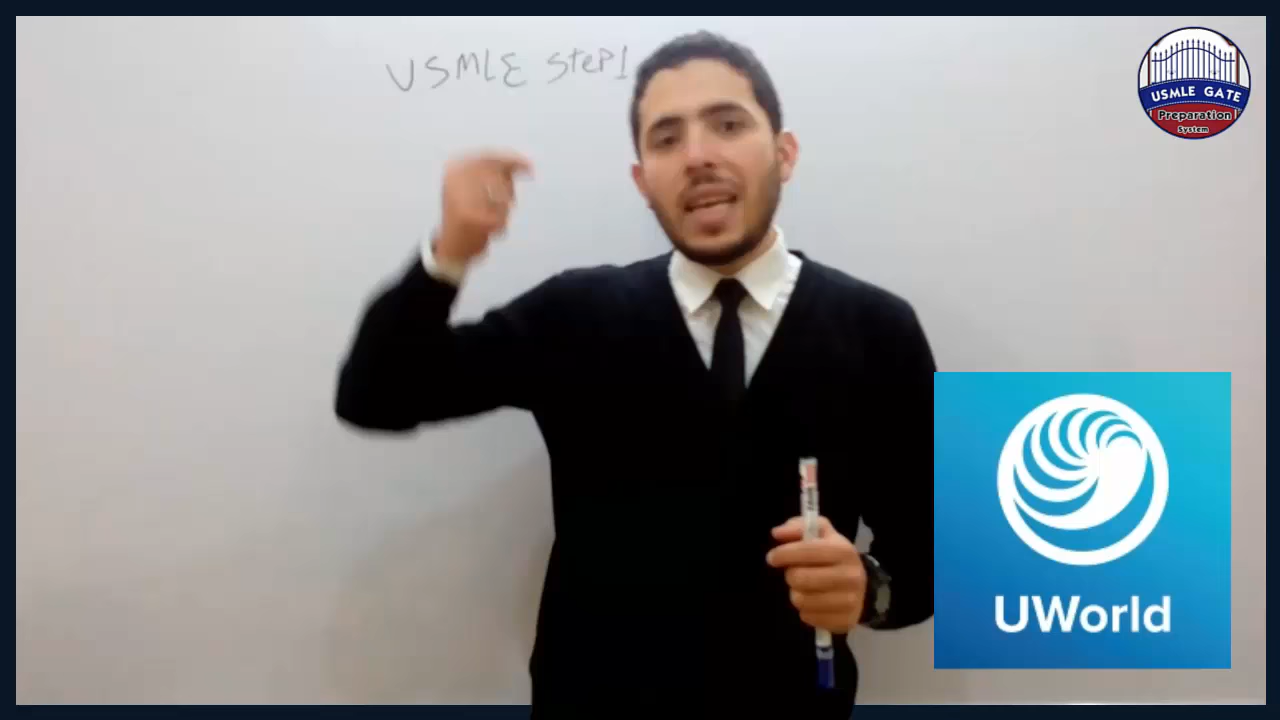 USMLE Step1
USMLE GATE
Preparation
System
UWorld